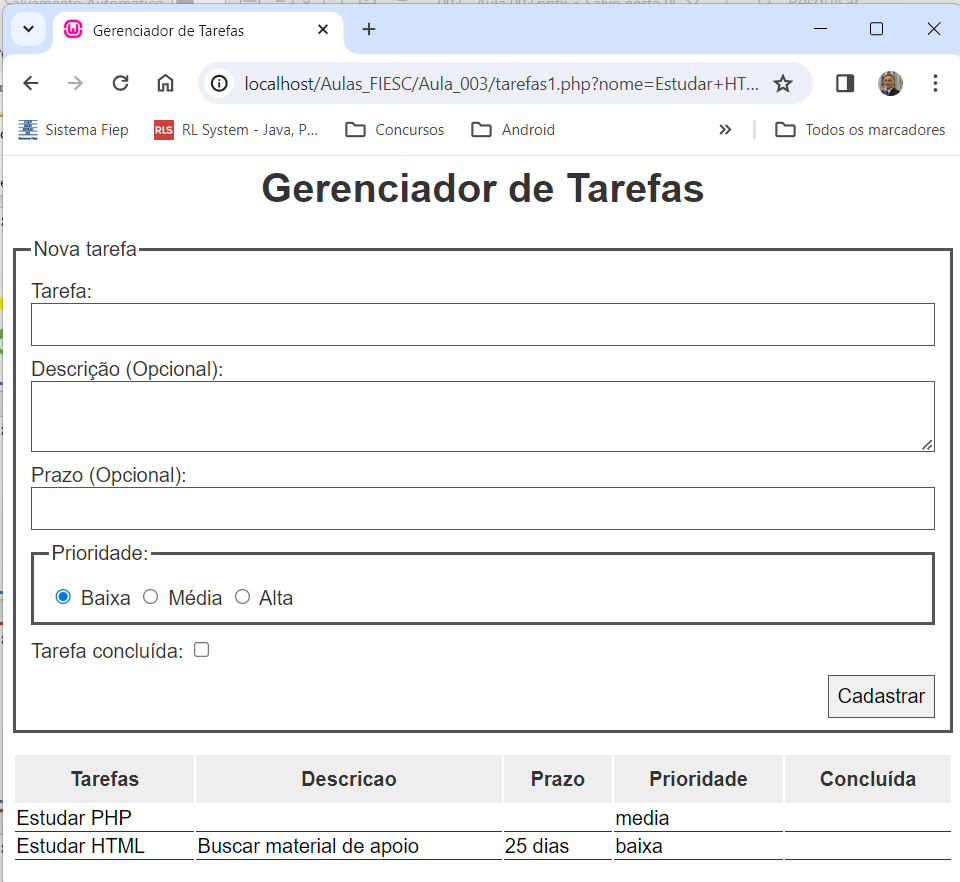 Gerenciador de Tarefas
localhost/Aulas_FIESC/Aula_003/tarefas1.php?nome=Estudar+HT...
Sistema Fiep RLS RL System - Java, P... Concursos Android » Todos os marcadores
Gerenciador de Tarefas
Nova tarefa
Tarefa:
Descrição (Opcional):
Prazo (Opcional):
Prioridade:
Baixa Média Alta
Tarefa concluída:
Cadastrar
Tarefas Descricao Prazo Prioridade Concluída
Estudar PHP media
Estudar HTML Buscar material de apoio 25 dias baixa